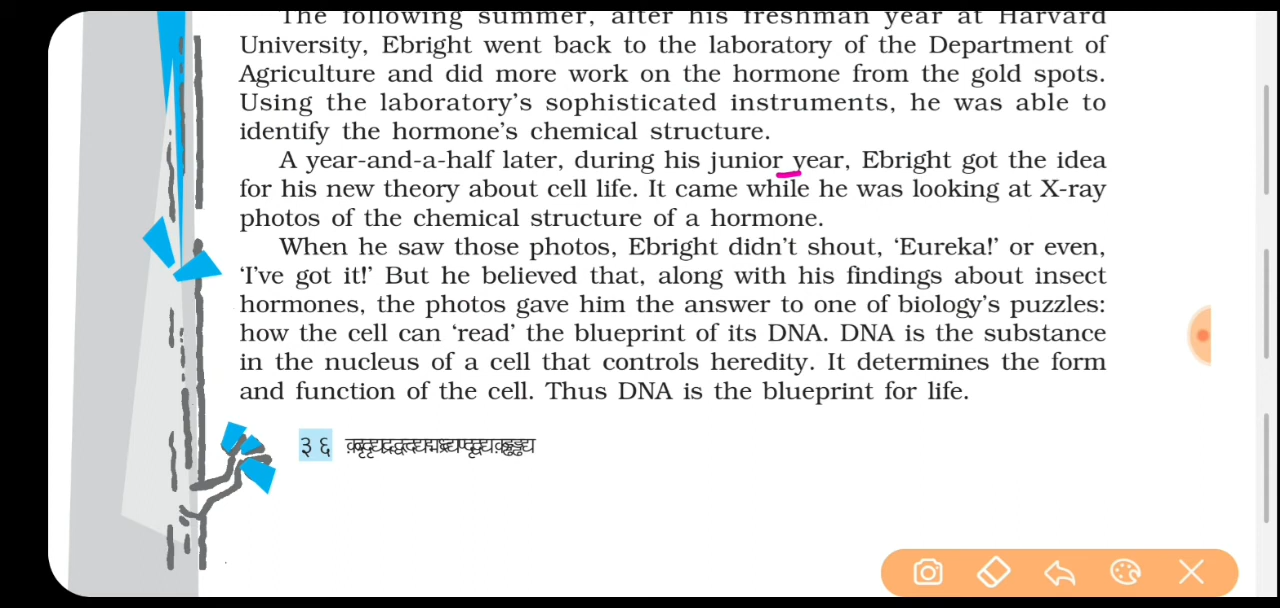 The following summer, after his freshman year at Harvard
University, Ebright went back to the laboratory of the Department of
Agriculture and did more work on the hormone from the gold spots.
Using the laboratory's sophisticated instruments, he was able to
identify the hormone's chemical structure.
A year-and-a-half later, during his junior year, Ebright got the idea
for his new theory about cell life. It came while he was looking at X-ray
photos of the chemical structure of a hormone.
When he saw those photos, Ebright didn't shout, ‘Eureka!’ or even,
‘I've got it!’ But he believed that, along with his findings about insect
hormones, the photos gave him the answer to one of biology's puzzles:
how the cell can ‘read’ the blueprint of its DNA. DNA is the substance
in the nucleus of a cell that controls heredity. It determines the form
and function of the cell. Thus DNA is the blueprint for life.
३६